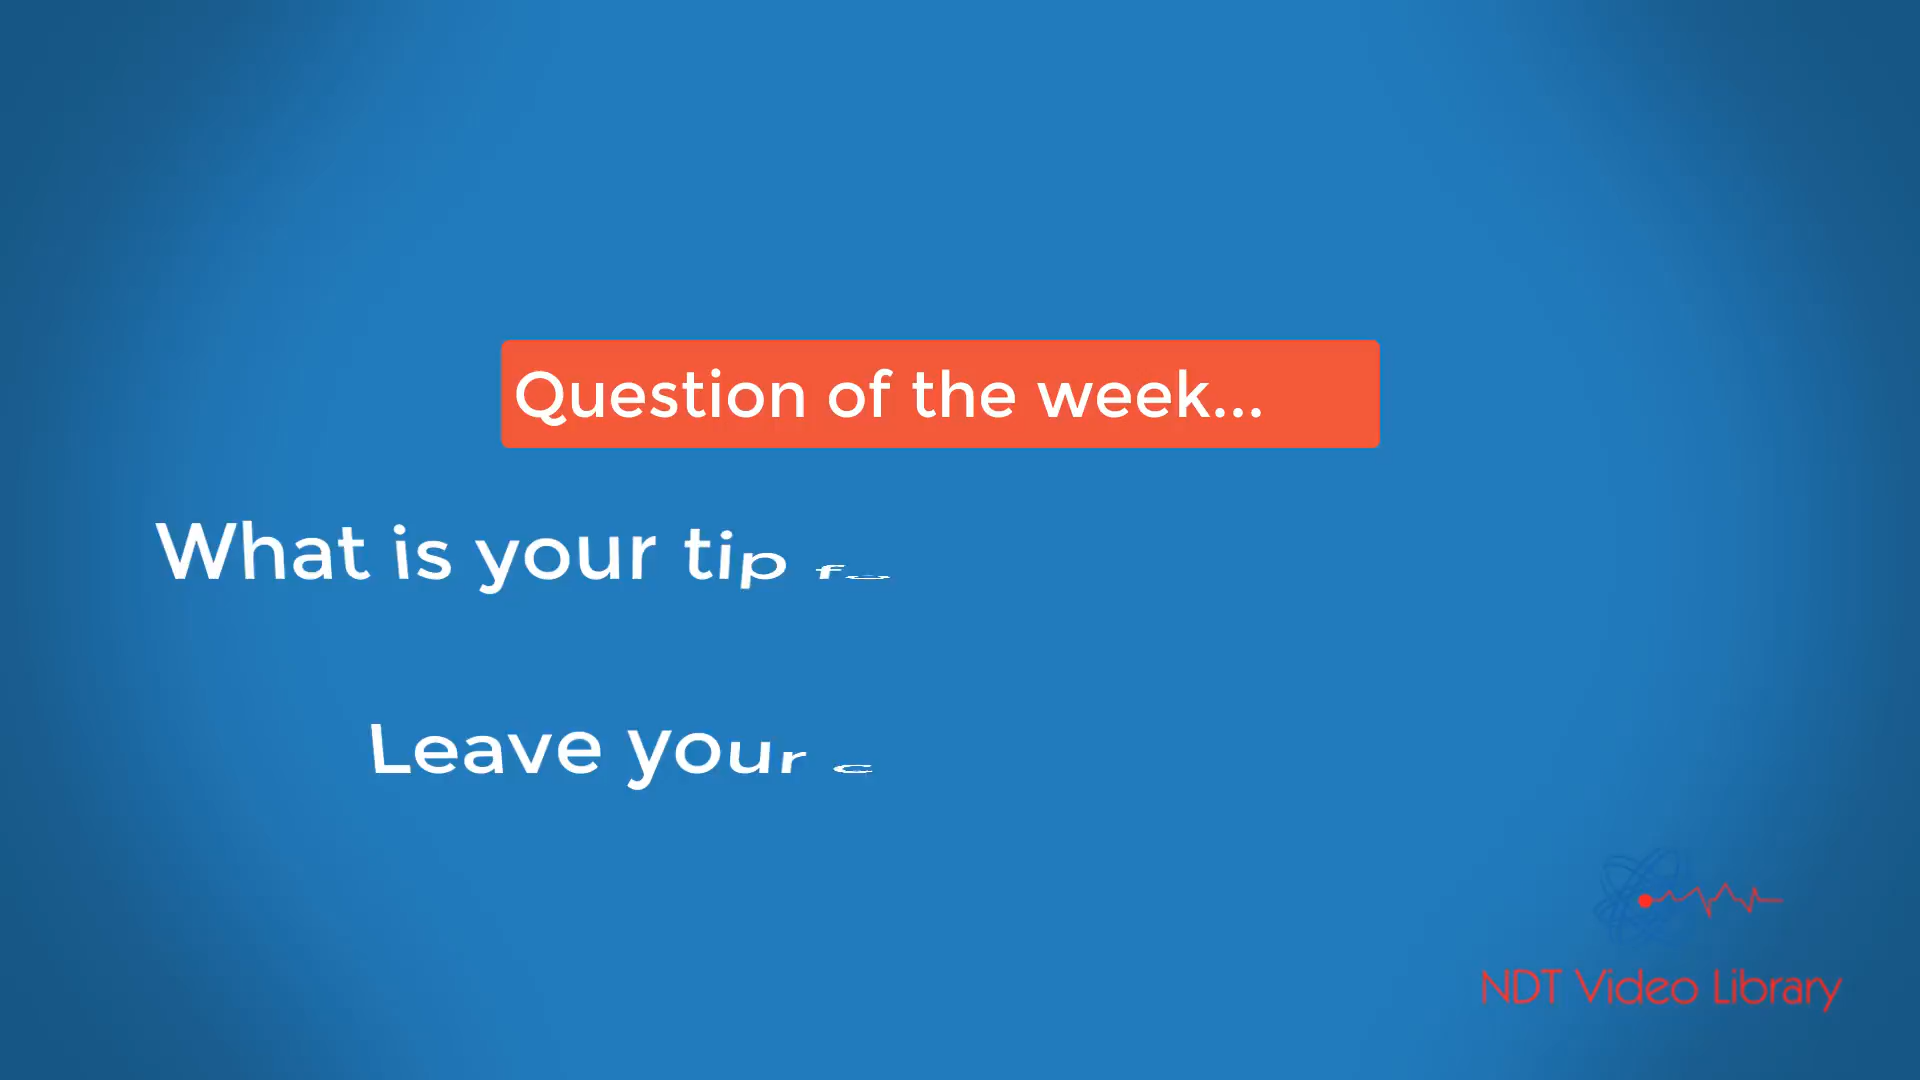 Question of the week...
What is your tip
Leave your
NDT Video Library